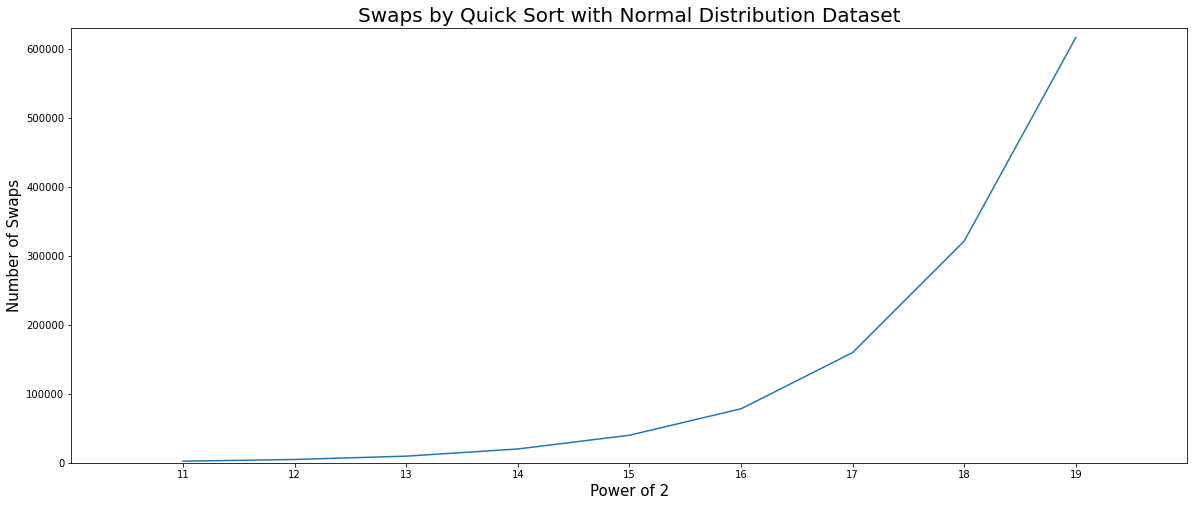 Swaps by Quick Sort with Normal Distribution Dataset
Number of Swaps
600000
500000
400000
300000
200000
100000
0
11 12 13 14 15 16 17 18 19
Power of 2